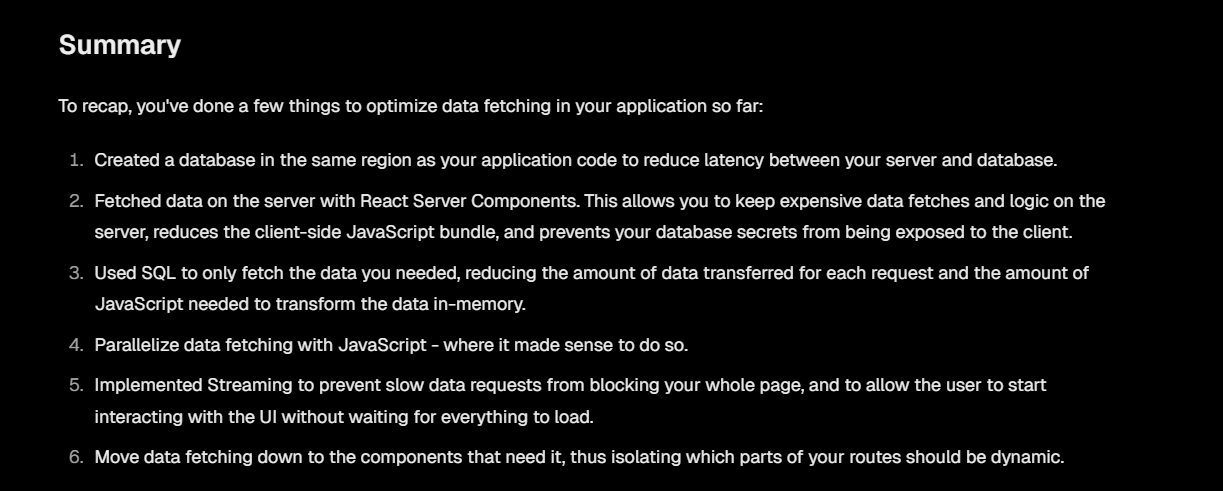 Summary
To recap, you've done a few things to optimize data fetching in your application so far:
1. Created a database in the same region as your application code to reduce latency between your server and database.
2. Fetched data on the server with React Server Components. This allows you to keep expensive data fetches and logic on the
server, reduces the client-side JavaScript bundle, and prevents your database secrets from being exposed to the client.
3. Used SQL to only fetch the data you needed, reducing the amount of data transferred for each request and the amount of
JavaScript needed to transform the data in-memory.
4. Parallelize data fetching with JavaScript - where it made sense to do so.
5. Implemented Streaming to prevent slow data requests from blocking your whole page, and to allow the user to start
interacting with the UI without waiting for everything to load.
6. Move data fetching down to the components that need it, thus isolating which parts of your routes should be dynamic.